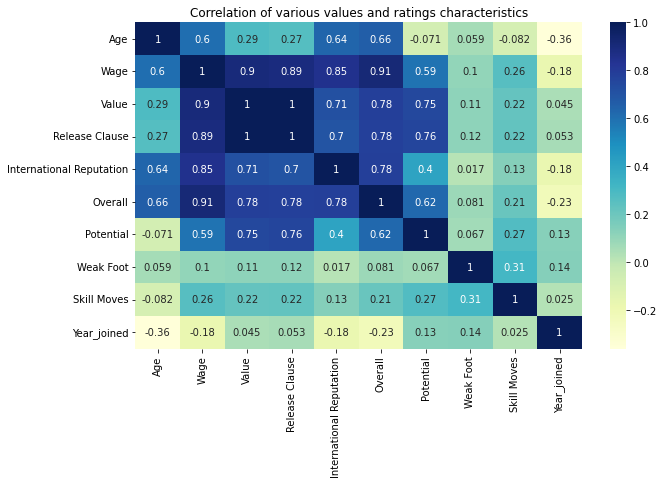 Correlation of various values and ratings characteristics
Age 1 0.6 0.29 0.27 0.64 0.66 -0.071 0.059 -0.082 -0.36
Wage 0.6 1 0.9 0.89 0.85 0.91 0.59 0.1 0.26 -0.18
Value 0.29 0.9 1 1 0.71 0.78 0.75 0.11 0.22 0.045
Release Clause 0.27 0.89 1 1 0.7 0.78 0.76 0.12 0.22 0.053
International Reputation 0.64 0.85 0.71 0.7 1 0.78 0.4 0.017 0.13 -0.18
Overall 0.66 0.91 0.78 0.78 0.78 1 0.62 0.081 0.21 -0.23
Potential -0.071 0.59 0.75 0.76 0.4 0.62 1 0.067 0.27 0.13
Weak Foot 0.059 0.1 0.11 0.12 0.017 0.081 0.067 1 0.31 0.14
Skill Moves -0.082 0.26 0.22 0.22 0.13 0.21 0.27 0.31 1 0.025
Year_joined -0.36 -0.18 0.045 0.053 -0.18 -0.23 0.13 0.14 0.025 1
Age
Wage
Value
Release Clause
International Reputation
Overall
Potential
Weak Foot
Skill Moves
Year_joined
1.0
0.8
0.6
0.4
0.2
0.0
−0.2